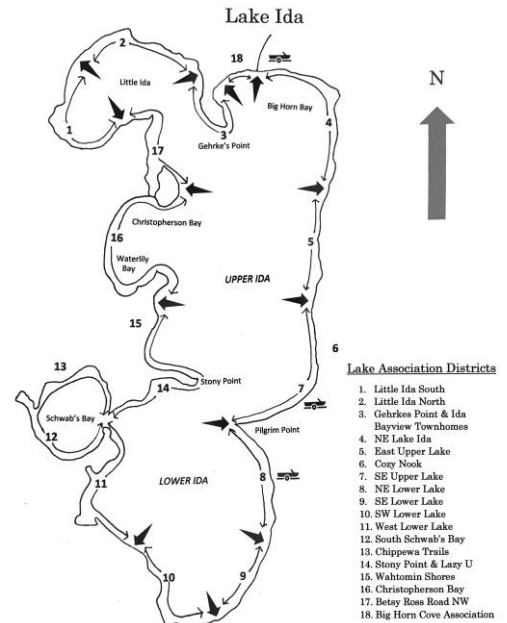 Lake Ida
2
18
Little Ida
N
Big Horn Bay
1
3
4
Gehrke's Point
17
Christopherson Bay
16
5
Waterlily
Bay
UPPER IDA
15
6
13
14
Stony Point
7
Schwab's Bay
Pilgrim Point
12
LOWER IDA
8
11
10
9
Lake Association Districts
1. Little Ida South
2. Little Ida North
3. Gehrkes Point & Ida
Bayview Townhomes
4. NE Lake Ida
5. East Upper Lake
6. Cozy Nook
7. SE Upper Lake
8. NE Lower Lake
9. SE Lower Lake
10. SW Lower Lake
11. West Lower Lake
12. South Schwab's Bay
13. Chippewa Trails
14. Stony Point & Lazy U
15. Wahtomin Shores
16. Christopherson Bay
17. Betsy Ross Road NW
18. Big Horn Cove Association